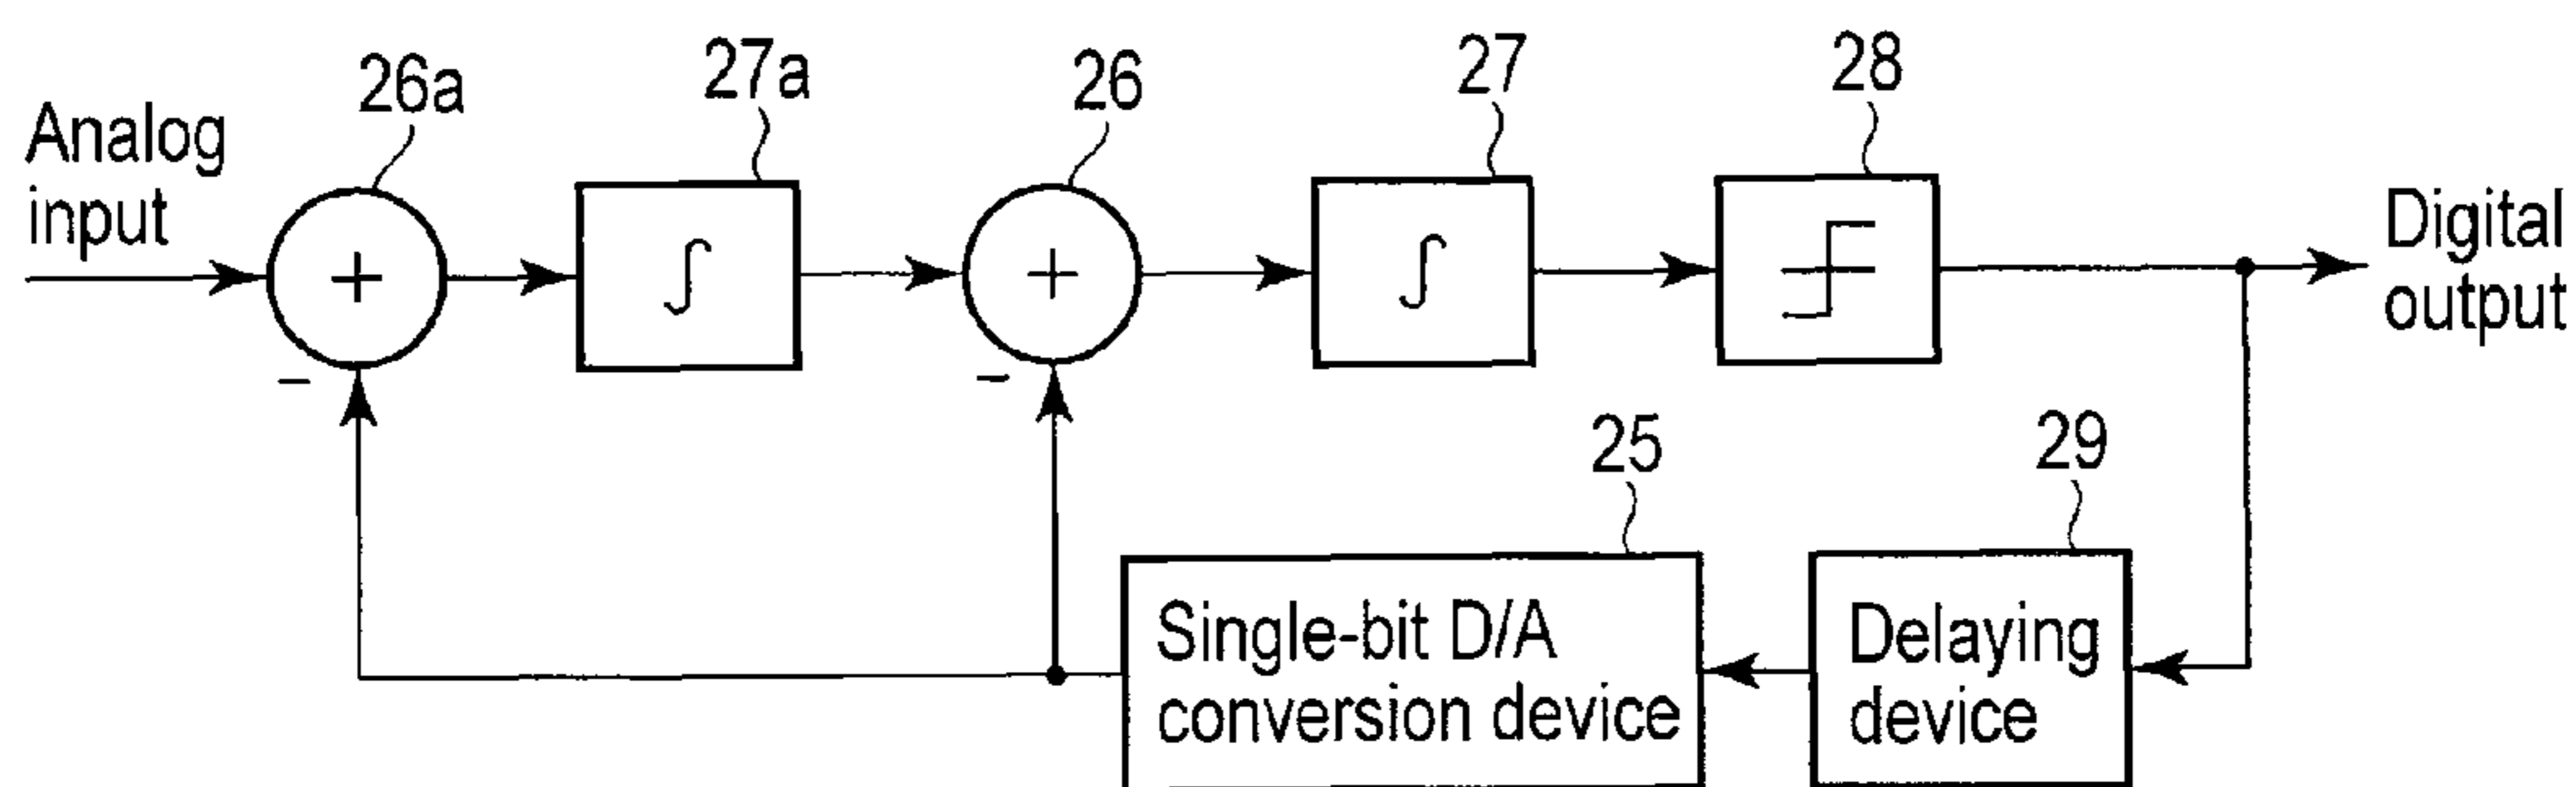 26a
27a
26
27
28
Analog
input
+
∫
+
∫
Digital
output
–
–
25
29
Single-bit D/A
conversion device
Delaying
device